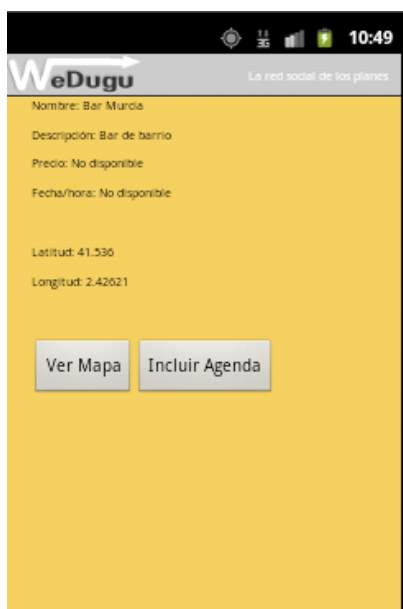 3G 10:49
WeDugu La red social de los planes
Nombre: Bar Murcia
Descripción: Bar de barrio
Precio: No disponible
Fecha/hora: No disponible
Latitud: 41.536
Longitud: 2.42621
Ver Mapa Incluir Agenda